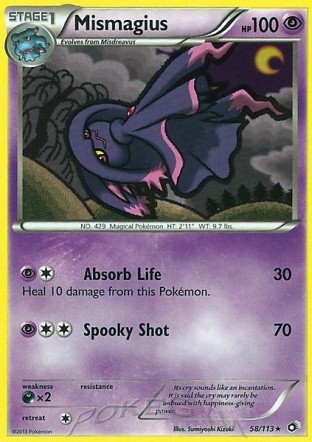 STAGE1 Mismagius HP100
Evolves from Misdreavus
NO. 429 Magical Pokémon HT: 2'11" WT: 9.7 lbs.
Absorb Life 30
Heal 10 damage from this Pokémon.
Spooky Shot 70
weakness resistance
×2
Its cry sounds like an incantation.
It is said the cry may rarely be
imbued with happiness-giving
power.
retreat
©2013 Pokémon Illus. Sumiyoshi Kizuki 58/113★
POKÉ